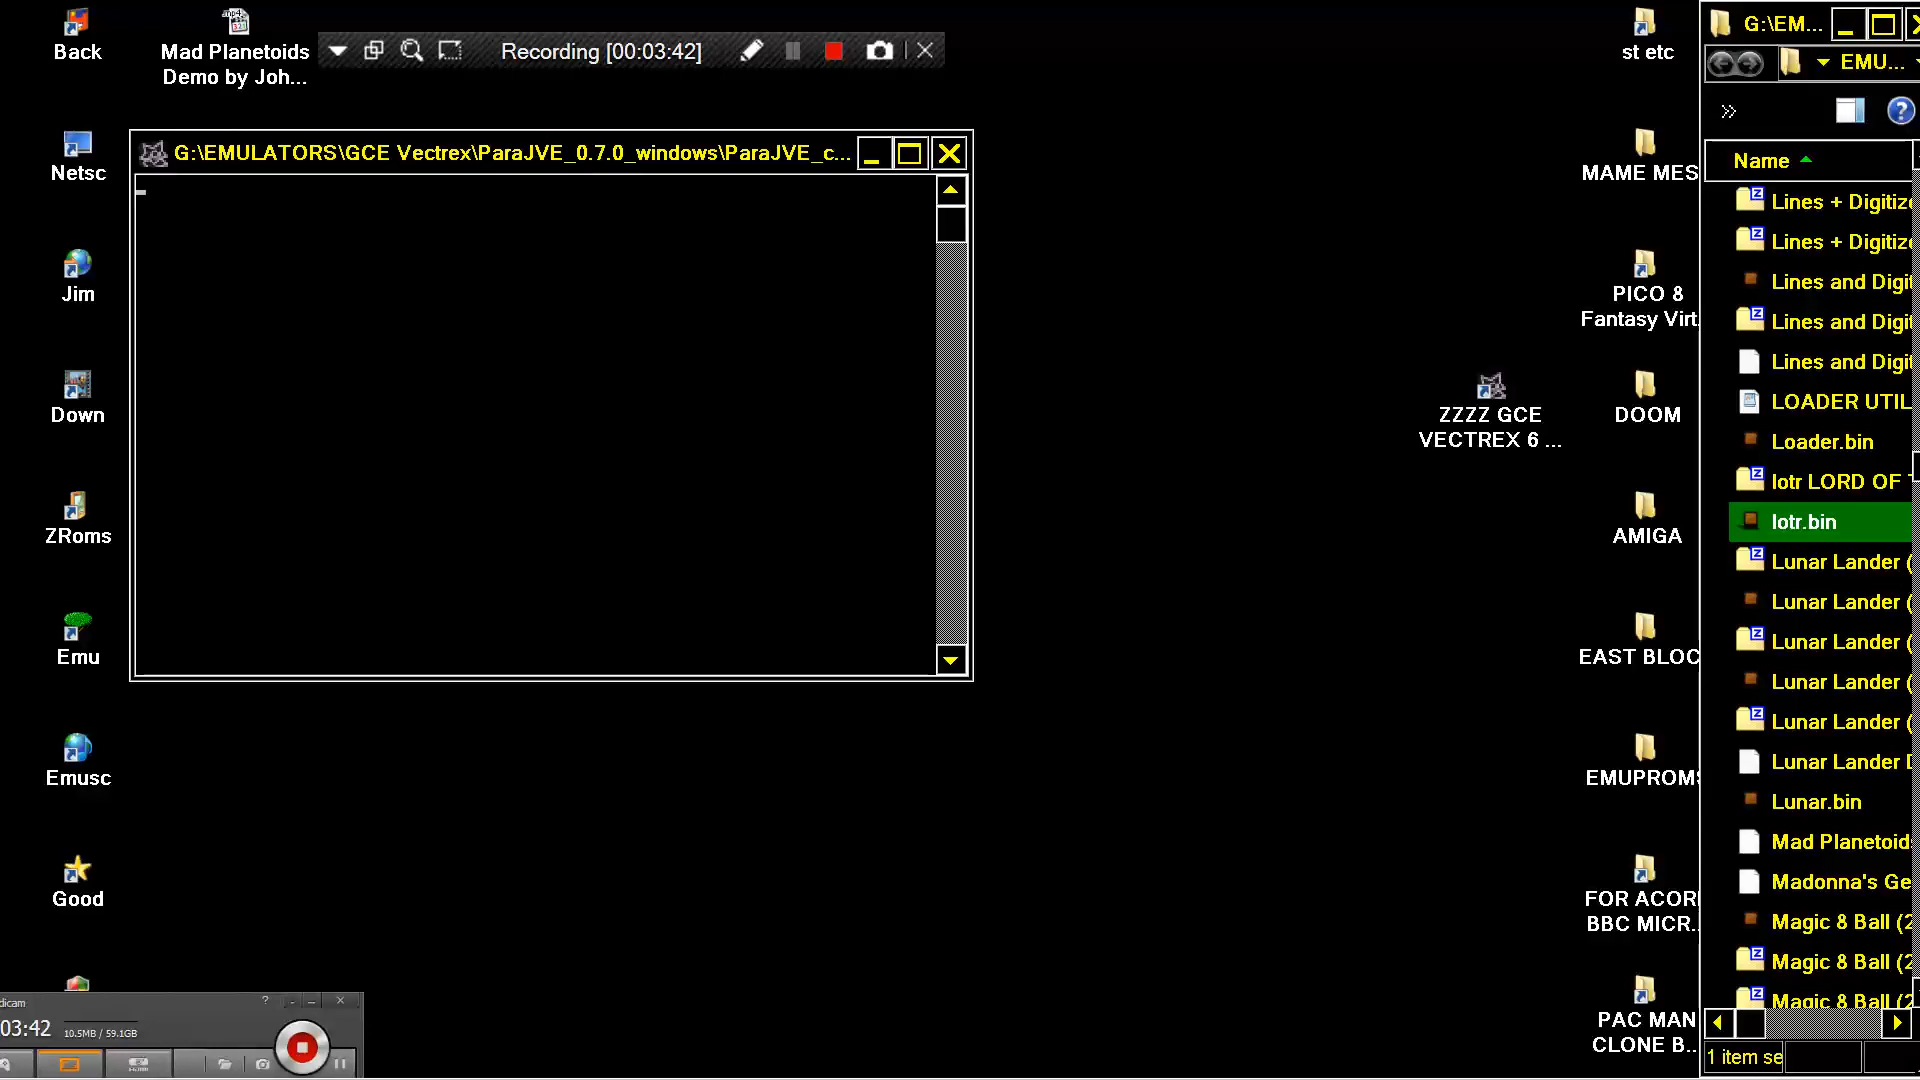 Back
Mad Planetoids
Demo by Joh...
Netsc
Jim
Down
ZRoms
Emu
Emusc
Good
Recording [00:03:42]
G:\EMULATORS\GCE Vectrex\ParaJVE_0.7.0_windows\ParaJVE_c...
ZZZZ GCE
VECTREX 6 ...
st etc
MAME MES
PICO 8
Fantasy Virt.
DOOM
AMIGA
EAST BLOC
EMUPROMS
FOR ACOR
BBC MICR..
PAC MAN
CLONE B..
G:\EM...
EMU...
Name
Lines + Digitiz
Lines + Digitiz
Lines and Digi
Lines and Digi
Lines and Digi
LOADER UTIL
Loader.bin
lotr LORD OF
lotr.bin
Lunar Lander (
Lunar Lander (
Lunar Lander (
Lunar Lander (
Lunar Lander (
Lunar Lander
Lunar.bin
Mad Planetoid
Madonna's Ge
Magic 8 Ball (2
Magic 8 Ball (2
Magic 8 Ball (2
1 item se
dicam
03:42
10.5MB / 59.1GB